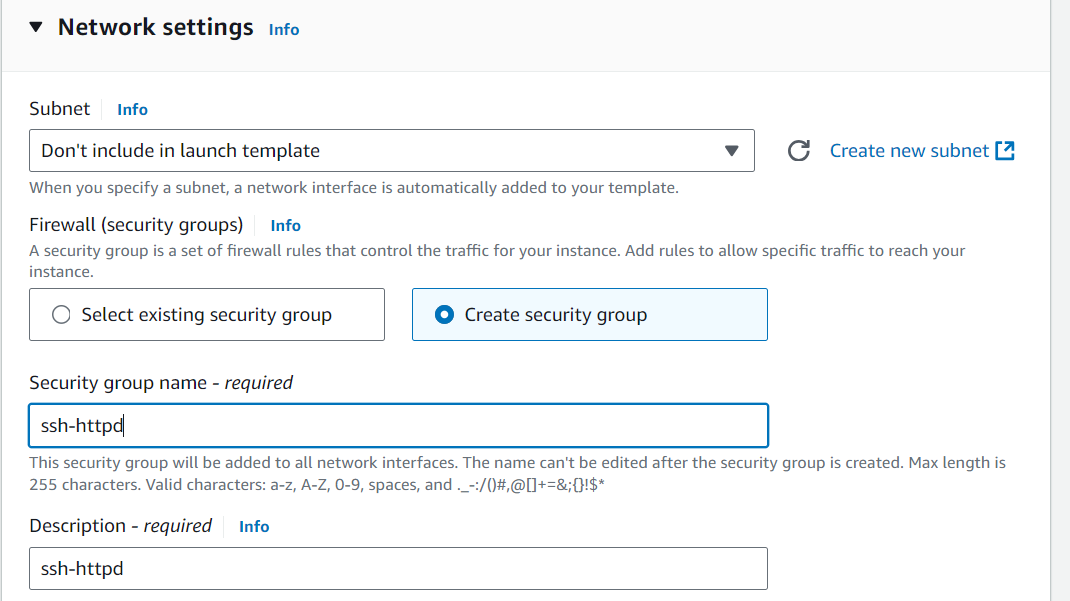 Network settings Info
Subnet Info
Don't include in launch template
Create new subnet
When you specify a subnet, a network interface is automatically added to your template.
Firewall (security groups) Info
A security group is a set of firewall rules that control the traffic for your instance. Add rules to allow specific traffic to reach your
instance.
Select existing security group
Create security group
Security group name - required
ssh-httpd
This security group will be added to all network interfaces. The name can't be edited after the security group is created. Max length is
255 characters. Valid characters: a-z, A-Z, 0-9, spaces, and ._-:/()#,@[]+=&;{}!$*
Description - required Info
ssh-httpd